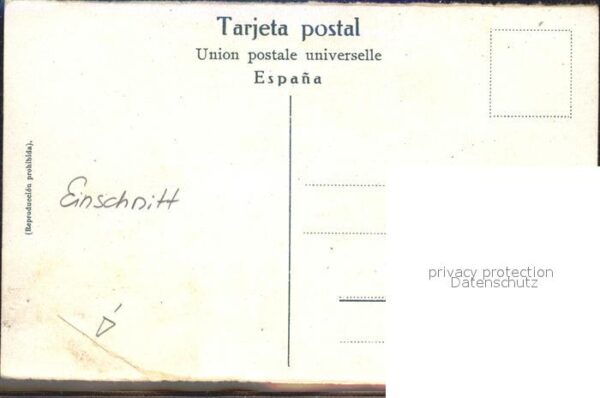 Tarjeta postal
Union postale universelle
España
(Reproducción prohibida).
Einschnitt
privacy protection
Datenschutz